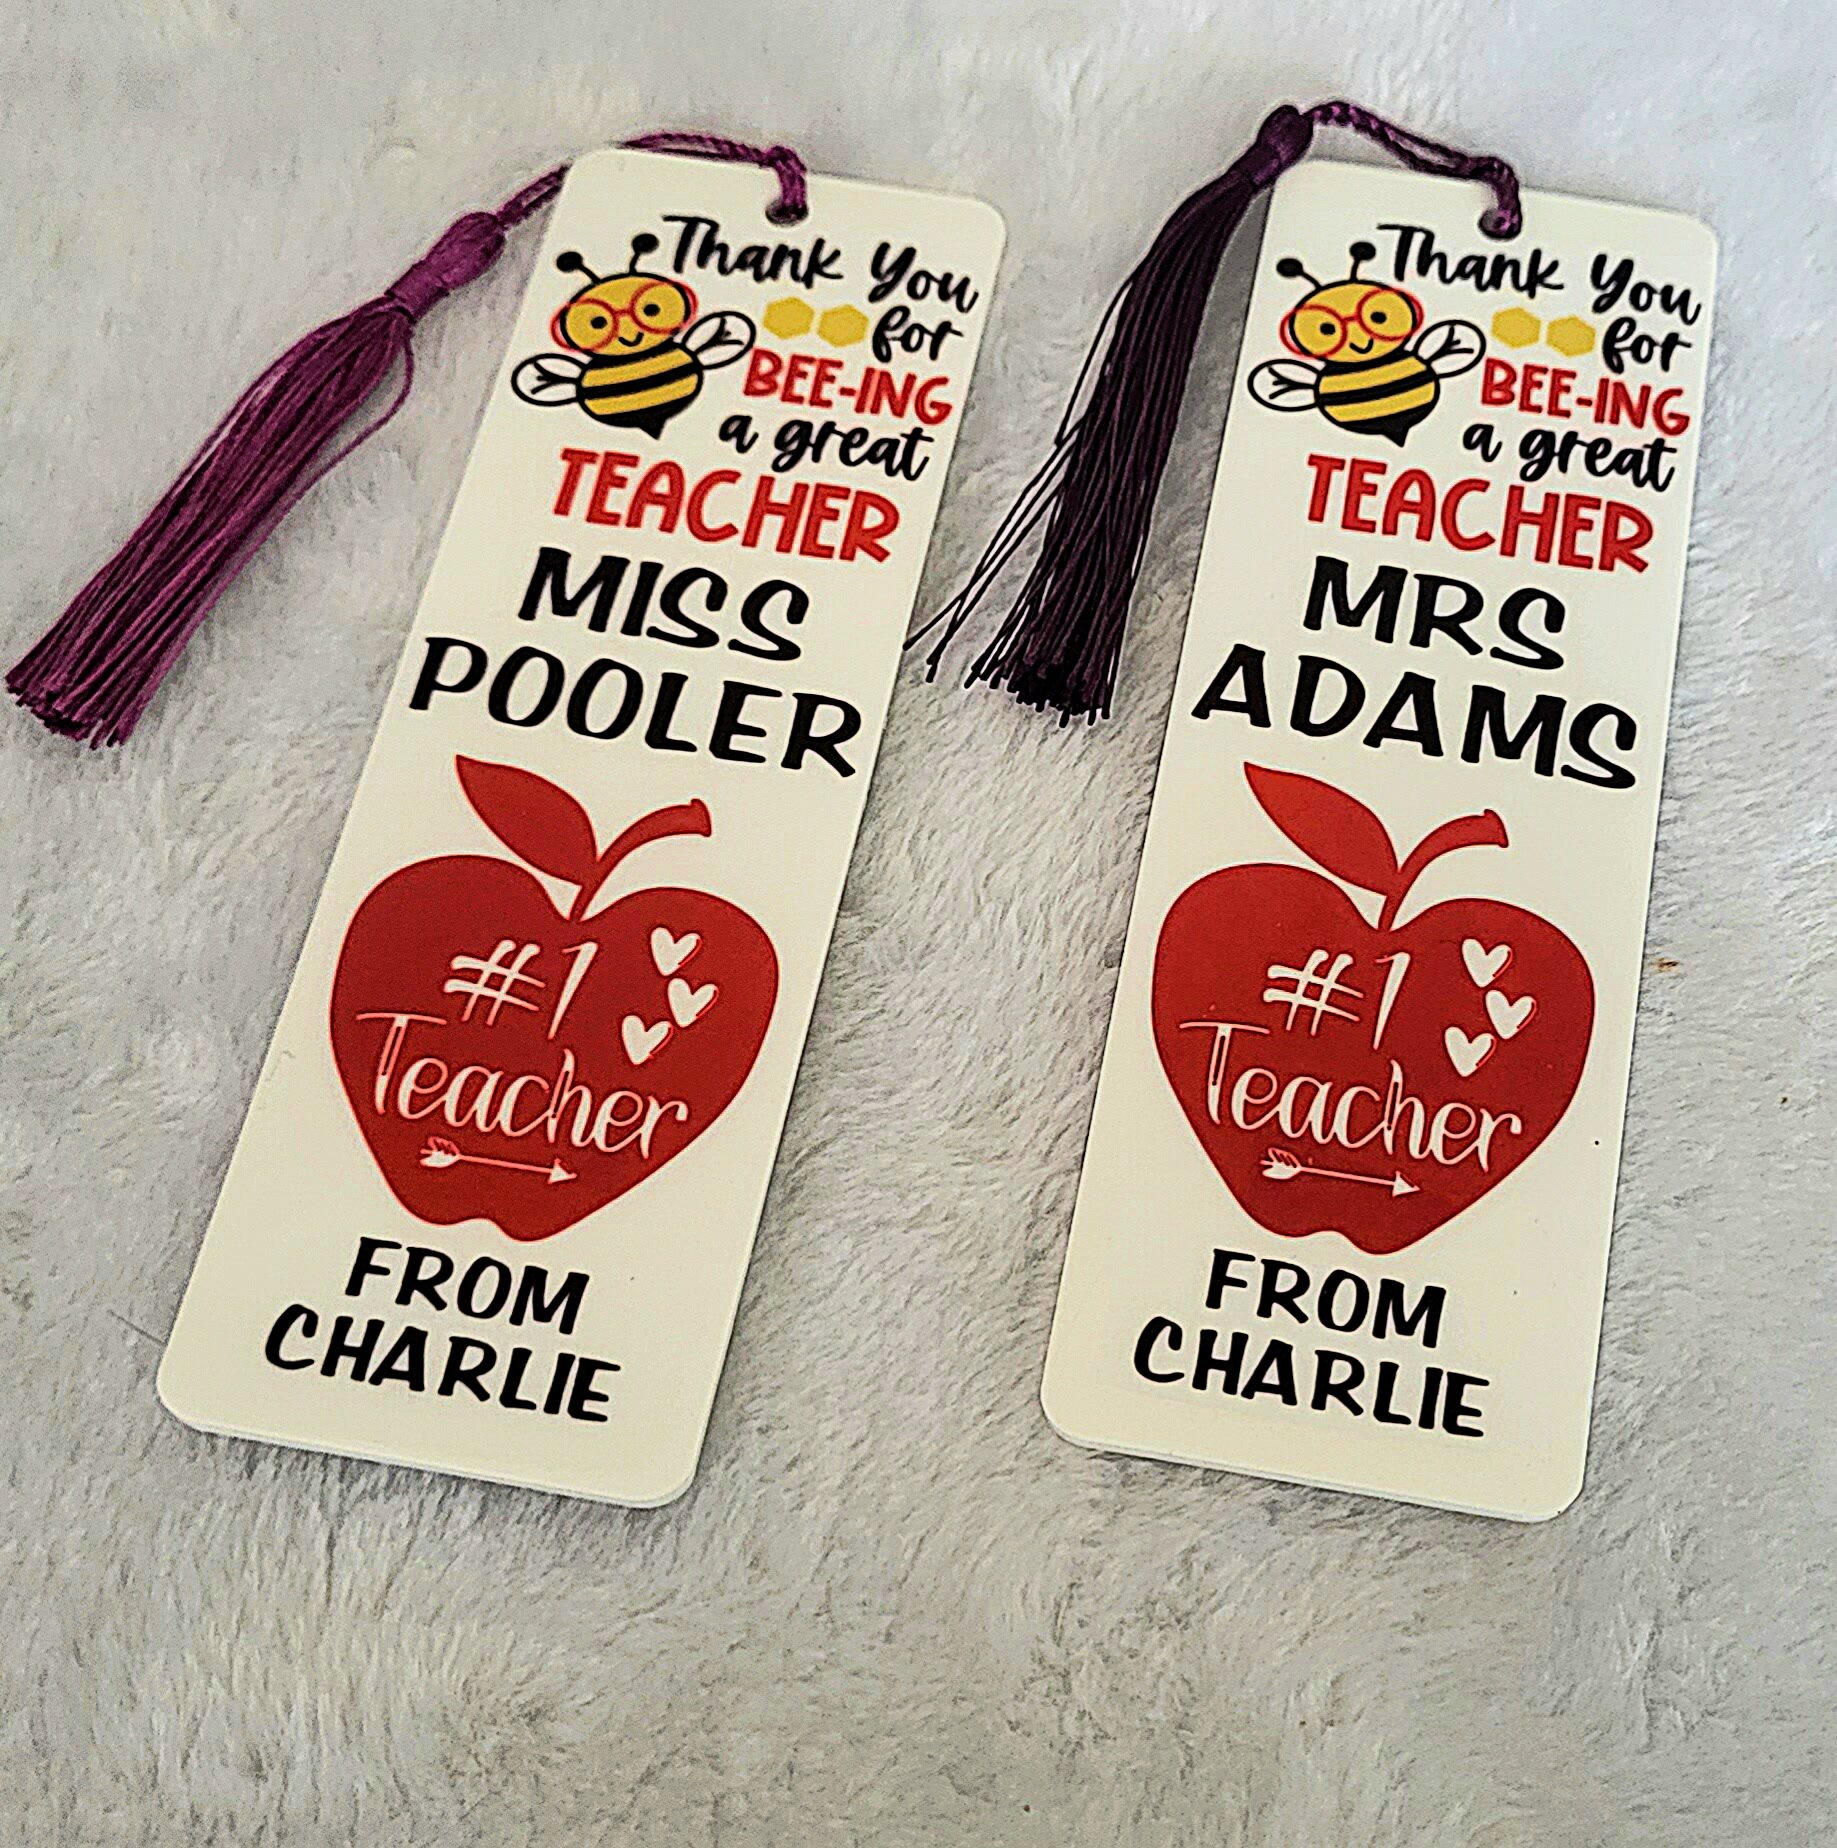 Thank You
for
BEE-ING
a great
TEACHER
MISS
POOLER
#1
Teacher
FROM
CHARLIE
Thank You
for
BEE-ING
a great
TEACHER
MRS
ADAMS
#1
Teacher
FROM
CHARLIE